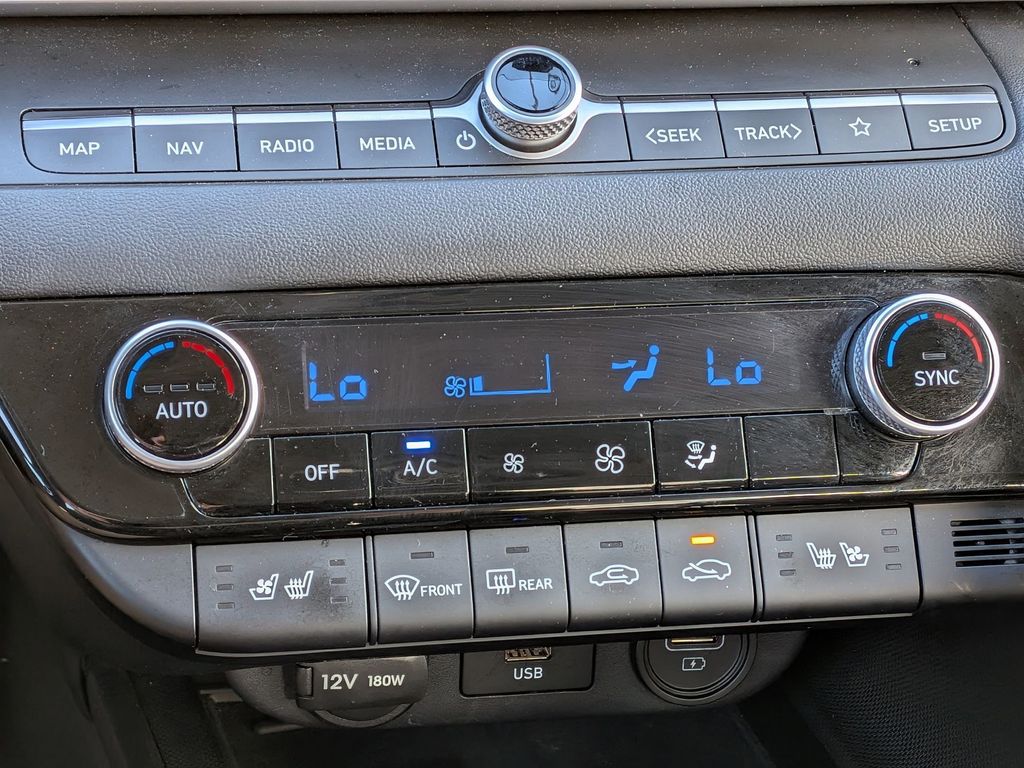 MAP NAV RADIO MEDIA <SEEK TRACK> SETUP
Lo Lo
AUTO SYNC
OFF A/C
FRONT REAR
12V 180W USB